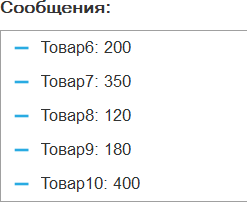 Сообщения:
Товар6: 200
Товар7: 350
Товар8: 120
Товар9: 180
Товар10: 400